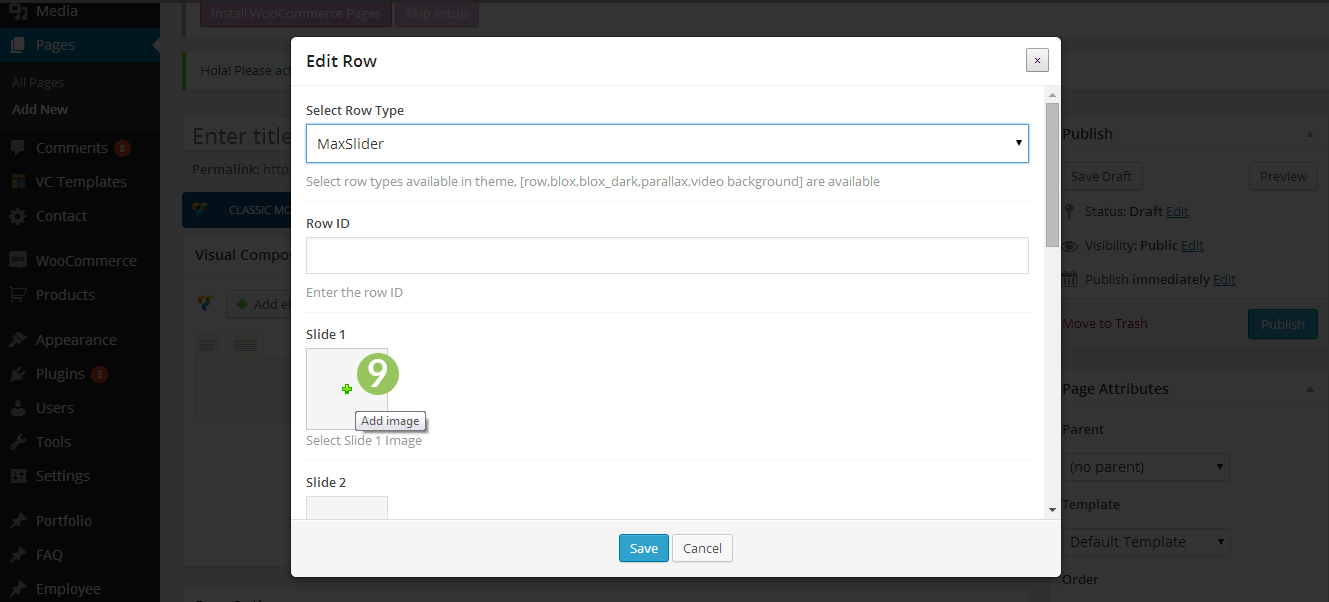 Media
Install WooCommerce Pages
Skip setup
Pages
All Pages
Add New
Comments 8
VC Templates
Contact
WooCommerce
Products
Appearance
Plugins 3
Users
Tools
Settings
Portfolio
FAQ
Employee
Hola! Please act
Enter title
Permalink: http:
CLASSIC MO
Visual Compos
Add el
Edit Row
×
Select Row Type
MaxSlider
Select row types available in theme, [row,blox,blox_dark,parallax,video background] are available
Row ID
Enter the row ID
Slide 1
9
Add image
Select Slide 1 Image
Slide 2
Save
Cancel
Publish
Save Draft
Preview
Status: Draft Edit
Visibility: Public Edit
Publish immediately Edit
Move to Trash
Publish
Page Attributes
Parent
(no parent)
Template
Default Template
Order